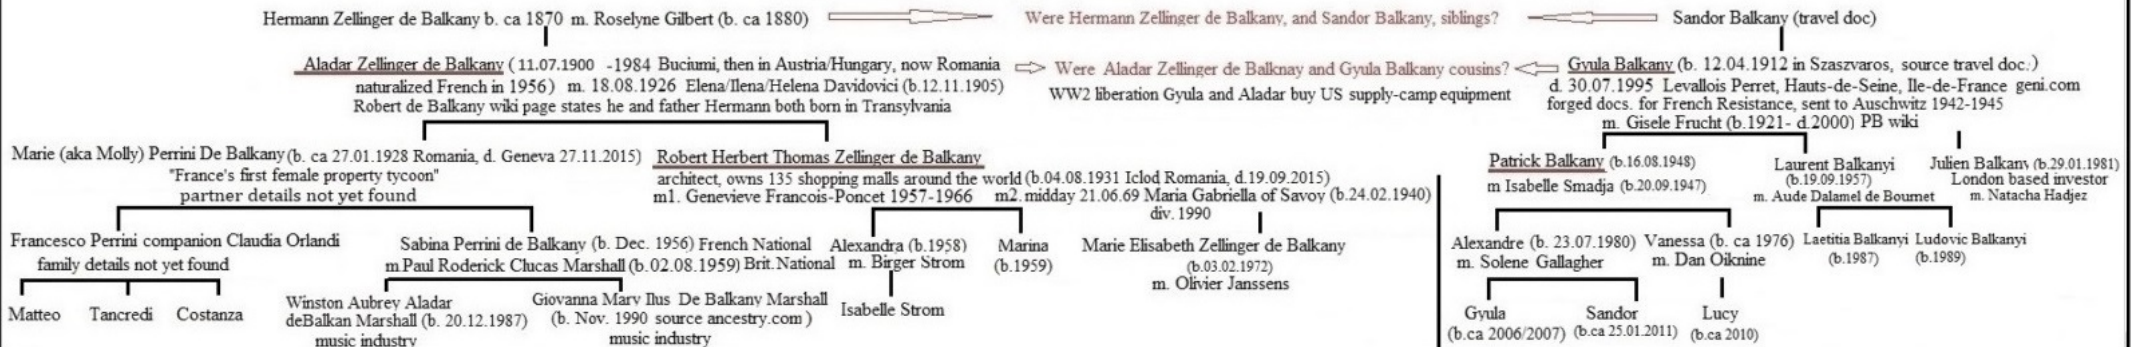 Hermann Zellinger de Balkany b. ca 1870 m. Roselyne Gilbert (b. ca 1880)
Were Hermann Zellinger de Balkany, and Sandor Balkany, siblings?
Sandor Balkany (travel doc)
Aladar Zellinger de Balkany ( 11.07.1900 -1984 Buciumi, then in Austria/Hungary, now Romania
naturalized French in 1956) m. 18.08.1926 Elena/Ilena/Helena Davidovici (b.12.11.1905)
Robert de Balkany wiki page states he and father Hermann both born in Transylvania
Were Aladar Zellinger de Balknay and Gyula Balkany cousins?
WW2 liberation Gyula and Aladar buy US supply-camp equipment
Gyula Balkany (b. 12.04.1912 in Szaszvaros, source travel doc.)
d. 30.07.1995 Levallois Perret, Hauts-de-Seine, Ile-de-France geni.com
forged docs. for French Resistance, sent to Auschwitz 1942-1945
m. Gisele Frucht (b.1921- d.2000) PB wiki
Marie (aka Molly) Perrini De Balkany (b. ca 27.01.1928 Romania, d. Geneva 27.11.2015)
"France's first female property tycoon"
partner details not yet found
Robert Herbert Thomas Zellinger de Balkany
architect, owns 135 shopping malls around the world (b.04.08.1931 Iclod Romania, d.19.09.2015)
m1. Genevieve Francois-Poncet 1957-1966 m2. midday 21.06.69 Maria Gabriella of Savoy (b.24.02.1940)
div. 1990
Patrick Balkany (b.16.08.1948)
m Isabelle Smadja (b.20.09.1947)
Laurent Balkanyi
(b.19.09.1957)
m. Aude Dalamel de Bournet
Julien Balkany (b.29.01.1981)
London based investor
m. Natacha Hadjez
Francesco Perrini companion Claudia Orlandi
family details not yet found
Sabina Perrini de Balkany (b. Dec. 1956) French National
m Paul Roderick Clucas Marshall (b.02.08.1959) Brit.National
Alexandra (b.1958)
m. Birger Strom
Marina
(b.1959)
Marie Elisabeth Zellinger de Balkany
(b.03.02.1972)
m. Olivier Janssens
Alexandre (b. 23.07.1980)
m. Solene Gallagher
Vanessa (b. ca 1976)
m. Dan Oiknine
Laetitia Balkanyi
(b.1987)
Ludovic Balkanyi
(b.1989)
Matteo
Tancredi
Costanza
Winston Aubrey Aladar
deBalkan Marshall (b. 20.12.1987)
music industry
Giovanna Mary Ilus De Balkany Marshall
(b. Nov. 1990 source ancestry.com )
music industry
Isabelle Strom
Gyula
(b.ca 2006/2007)
Sandor
(b.ca 25.01.2011)
Lucy
(b.ca 2010)